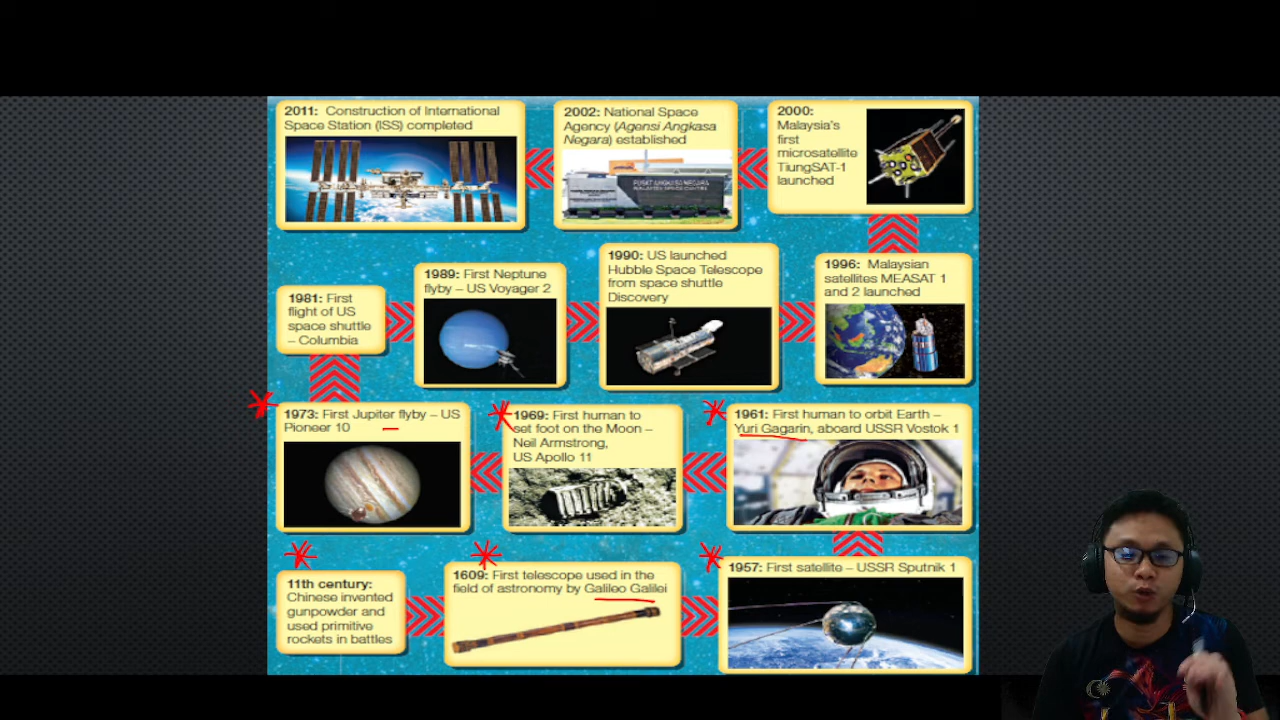 2011: Construction of International
Space Station (ISS) completed
2002: National Space
Agency (Agensi Angkasa
Negara) established
PUSAT ANGKASA NEGARA
MALAYSIA SPACE CENTRE
2000:
Malaysia's
first
microsatellite
TiungSAT-1
launched
1981: First
flight of US
space shuttle
– Columbia
1989: First Neptune
flyby – US Voyager 2
1990: US launched
Hubble Space Telescope
from space shuttle
Discovery
1996: Malaysian
satellites MEASAT 1
and 2 launched
1973: First Jupiter flyby – US
Pioneer 10
1969: First human to
set foot on the Moon –
Neil Armstrong,
US Apollo 11
1961: First human to orbit Earth –
Yuri Gagarin, aboard USSR Vostok 1
11th century:
Chinese invented
gunpowder and
used primitive
rockets in battles
1609: First telescope used in the
field of astronomy by Galileo Galilei
1957: First satellite – USSR Sputnik 1